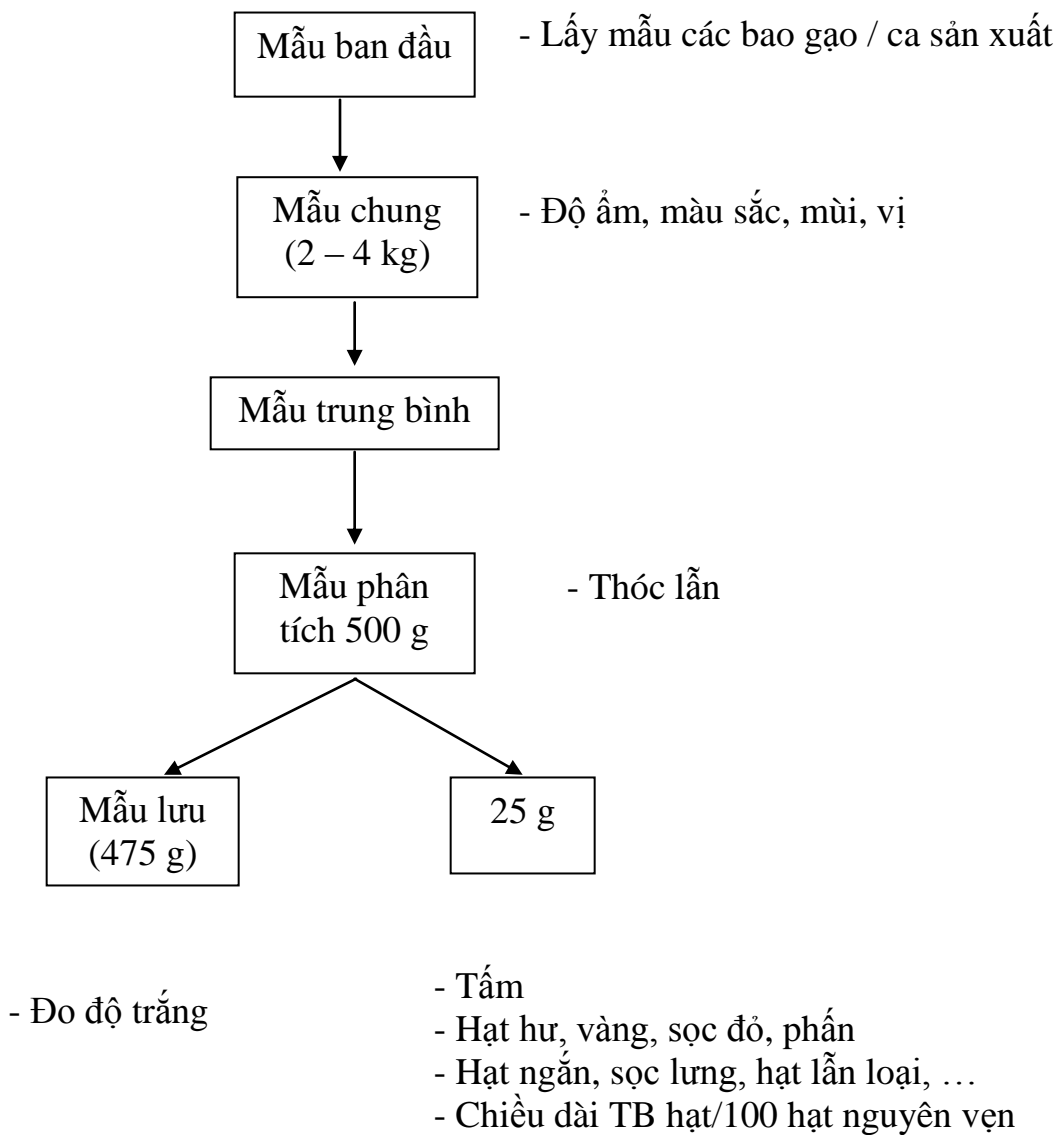 Mẫu ban đầu
- Lấy mẫu các bao gạo / ca sản xuất
Mẫu chung
(2 – 4 kg)
- Độ ẩm, màu sắc, mùi, vị
Mẫu trung bình
Mẫu phân
tích 500 g
- Thóc lẫn
Mẫu lưu
(475 g)
25 g
- Đo độ trắng
- Tấm
- Hạt hư, vàng, sọc đỏ, phấn
- Hạt ngắn, sọc lưng, hạt lẫn loại, …
- Chiều dài TB hạt/100 hạt nguyên vẹn